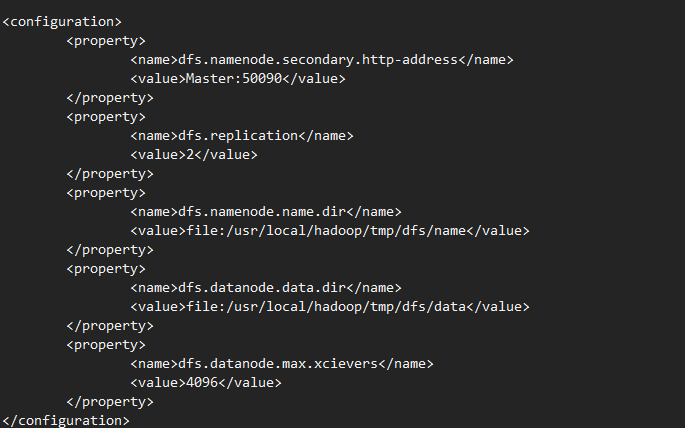 <configuration>
        <property>
                <name>dfs.namenode.secondary.http-address</name>
                <value>Master:50090</value>
        </property>
        <property>
                <name>dfs.replication</name>
                <value>2</value>
        </property>
        <property>
                <name>dfs.namenode.name.dir</name>
                <value>file:/usr/local/hadoop/tmp/dfs/name</value>
        </property>
        <property>
                <name>dfs.datanode.data.dir</name>
                <value>file:/usr/local/hadoop/tmp/dfs/data</value>
        </property>
        <property>
                <name>dfs.datanode.max.xcievers</name>
                <value>4096</value>
        </property>
</configuration>